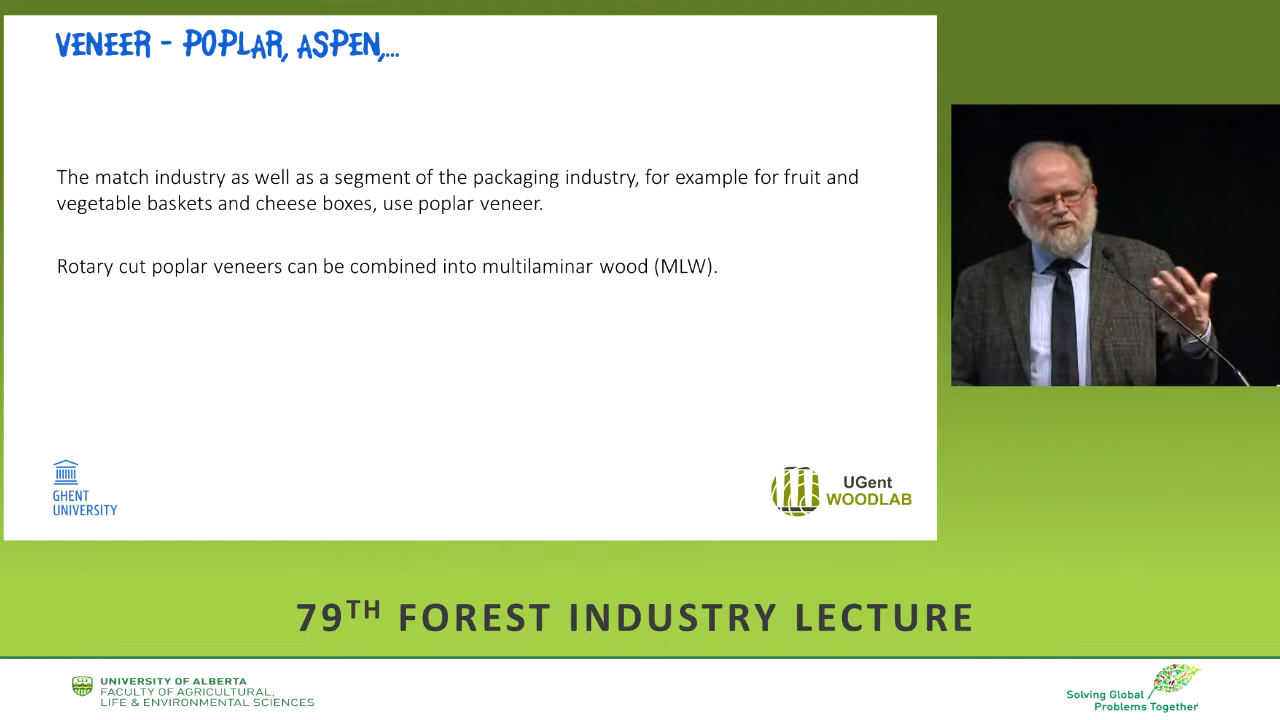 VENEER - POPLAR, ASPEN,...
The match industry as well as a segment of the packaging industry, for example for fruit and
vegetable baskets and cheese boxes, use poplar veneer.
Rotary cut poplar veneers can be combined into multilaminar wood (MLW).
GHENT
UNIVERSITY
UGent
WOODLAB
79TH FOREST INDUSTRY LECTURE
UNIVERSITY OF ALBERTA
FACULTY OF AGRICULTURAL,
LIFE & ENVIRONMENTAL SCIENCES
Solving Global
Problems Together